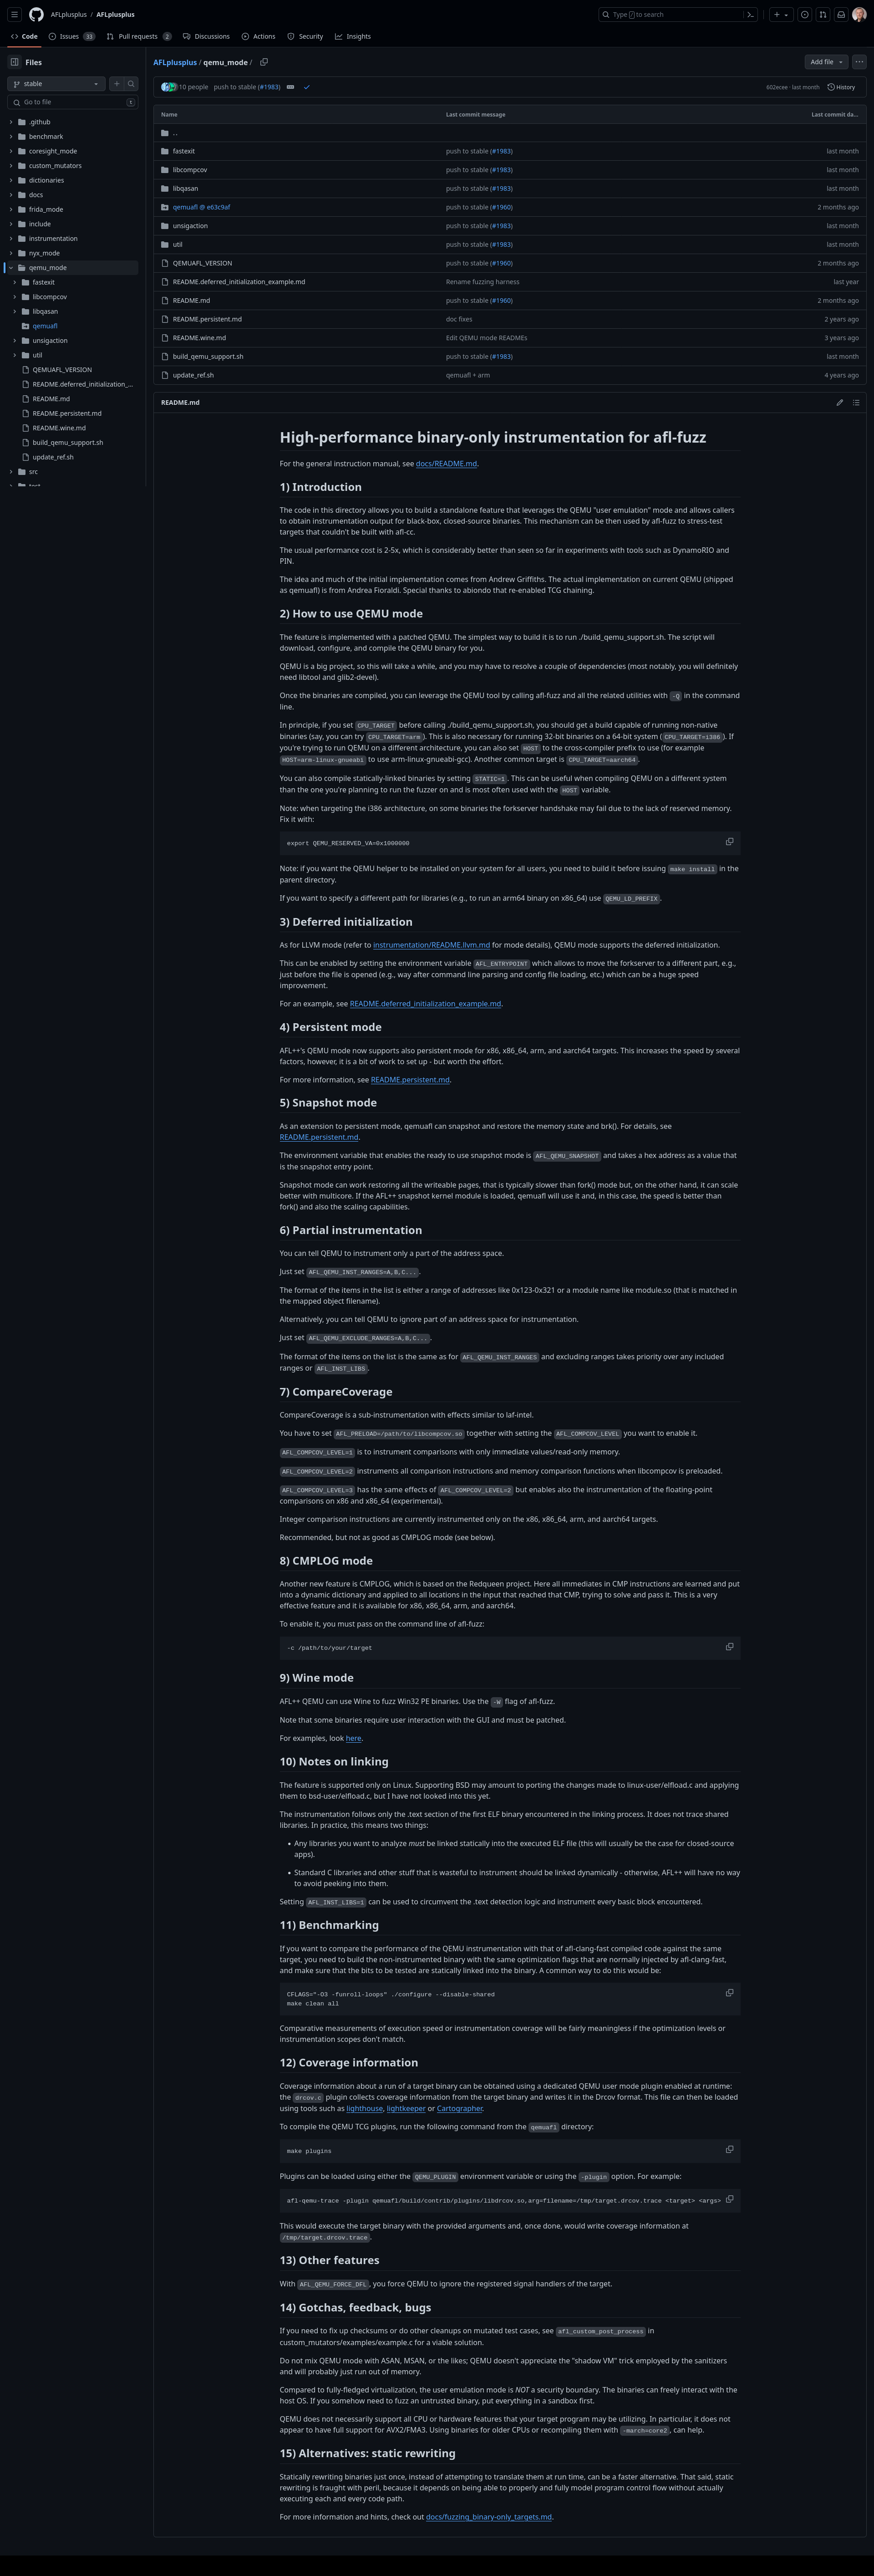 AFLplusplus / AFLplusplus
Type / to search
Code
Issues 33
Pull requests 2
Discussions
Actions
Security
Insights
Files
stable
Go to file
t
.github
benchmark
coresight_mode
custom_mutators
dictionaries
docs
frida_mode
include
instrumentation
nyx_mode
qemu_mode
fastexit
libcompcov
libqasan
qemuafl
unsigaction
util
QEMUAFL_VERSION
README.deferred_initialization_...
README.md
README.persistent.md
README.wine.md
build_qemu_support.sh
update_ref.sh
src
test
AFLplusplus / qemu_mode /
Add file
10 people push to stable (#1983)
602ecee · last month
History
Name Last commit message Last commit da...
..
fastexit push to stable (#1983) last month
libcompcov push to stable (#1983) last month
libqasan push to stable (#1983) last month
qemuafl @ e63c9af push to stable (#1960) 2 months ago
unsigaction push to stable (#1983) last month
util push to stable (#1983) last month
QEMUAFL_VERSION push to stable (#1960) 2 months ago
README.deferred_initialization_example.md Rename fuzzing harness last year
README.md push to stable (#1960) 2 months ago
README.persistent.md doc fixes 2 years ago
README.wine.md Edit QEMU mode READMEs 3 years ago
build_qemu_support.sh push to stable (#1983) last month
update_ref.sh qemuafl + arm 4 years ago
README.md
High-performance binary-only instrumentation for afl-fuzz
For the general instruction manual, see docs/README.md.
1) Introduction
The code in this directory allows you to build a standalone feature that leverages the QEMU "user emulation" mode and allows callers
to obtain instrumentation output for black-box, closed-source binaries. This mechanism can be then used by afl-fuzz to stress-test
targets that couldn't be built with afl-cc.
The usual performance cost is 2-5x, which is considerably better than seen so far in experiments with tools such as DynamoRIO and
PIN.
The idea and much of the initial implementation comes from Andrew Griffiths. The actual implementation on current QEMU (shipped
as qemuafl) is from Andrea Fioraldi. Special thanks to abiondo that re-enabled TCG chaining.
2) How to use QEMU mode
The feature is implemented with a patched QEMU. The simplest way to build it is to run ./build_qemu_support.sh. The script will
download, configure, and compile the QEMU binary for you.
QEMU is a big project, so this will take a while, and you may have to resolve a couple of dependencies (most notably, you will definitely
need libtool and glib2-devel).
Once the binaries are compiled, you can leverage the QEMU tool by calling afl-fuzz and all the related utilities with -Q in the command
line.
In principle, if you set CPU_TARGET before calling ./build_qemu_support.sh, you should get a build capable of running non-native
binaries (say, you can try CPU_TARGET=arm). This is also necessary for running 32-bit binaries on a 64-bit system (CPU_TARGET=i386). If
you're trying to run QEMU on a different architecture, you can also set HOST to the cross-compiler prefix to use (for example
HOST=arm-linux-gnueabi to use arm-linux-gnueabi-gcc). Another common target is CPU_TARGET=aarch64.
You can also compile statically-linked binaries by setting STATIC=1. This can be useful when compiling QEMU on a different system
than the one you're planning to run the fuzzer on and is most often used with the HOST variable.
Note: when targeting the i386 architecture, on some binaries the forkserver handshake may fail due to the lack of reserved memory.
Fix it with:
export QEMU_RESERVED_VA=0x1000000
Note: if you want the QEMU helper to be installed on your system for all users, you need to build it before issuing make install in the
parent directory.
If you want to specify a different path for libraries (e.g., to run an arm64 binary on x86_64) use QEMU_LD_PREFIX.
3) Deferred initialization
As for LLVM mode (refer to instrumentation/README.llvm.md for mode details), QEMU mode supports the deferred initialization.
This can be enabled by setting the environment variable AFL_ENTRYPOINT which allows to move the forkserver to a different part, e.g.,
just before the file is opened (e.g., way after command line parsing and config file loading, etc.) which can be a huge speed
improvement.
For an example, see README.deferred_initialization_example.md.
4) Persistent mode
AFL++'s QEMU mode now supports also persistent mode for x86, x86_64, arm, and aarch64 targets. This increases the speed by several
factors, however, it is a bit of work to set up - but worth the effort.
For more information, see README.persistent.md.
5) Snapshot mode
As an extension to persistent mode, qemuafl can snapshot and restore the memory state and brk(). For details, see
README.persistent.md.
The environment variable that enables the ready to use snapshot mode is AFL_QEMU_SNAPSHOT and takes a hex address as a value that
is the snapshot entry point.
Snapshot mode can work restoring all the writeable pages, that is typically slower than fork() mode but, on the other hand, it can scale
better with multicore. If the AFL++ snapshot kernel module is loaded, qemuafl will use it and, in this case, the speed is better than
fork() and also the scaling capabilities.
6) Partial instrumentation
You can tell QEMU to instrument only a part of the address space.
Just set AFL_QEMU_INST_RANGES=A,B,C....
The format of the items in the list is either a range of addresses like 0x123-0x321 or a module name like module.so (that is matched in
the mapped object filename).
Alternatively, you can tell QEMU to ignore part of an address space for instrumentation.
Just set AFL_QEMU_EXCLUDE_RANGES=A,B,C....
The format of the items on the list is the same as for AFL_QEMU_INST_RANGES and excluding ranges takes priority over any included
ranges or AFL_INST_LIBS.
7) CompareCoverage
CompareCoverage is a sub-instrumentation with effects similar to laf-intel.
You have to set AFL_PRELOAD=/path/to/libcompcov.so together with setting the AFL_COMPCOV_LEVEL you want to enable it.
AFL_COMPCOV_LEVEL=1 is to instrument comparisons with only immediate values/read-only memory.
AFL_COMPCOV_LEVEL=2 instruments all comparison instructions and memory comparison functions when libcompcov is preloaded.
AFL_COMPCOV_LEVEL=3 has the same effects of AFL_COMPCOV_LEVEL=2 but enables also the instrumentation of the floating-point
comparisons on x86 and x86_64 (experimental).
Integer comparison instructions are currently instrumented only on the x86, x86_64, arm, and aarch64 targets.
Recommended, but not as good as CMPLOG mode (see below).
8) CMPLOG mode
Another new feature is CMPLOG, which is based on the Redqueen project. Here all immediates in CMP instructions are learned and put
into a dynamic dictionary and applied to all locations in the input that reached that CMP, trying to solve and pass it. This is a very
effective feature and it is available for x86, x86_64, arm, and aarch64.
To enable it, you must pass on the command line of afl-fuzz:
-c /path/to/your/target
9) Wine mode
AFL++ QEMU can use Wine to fuzz Win32 PE binaries. Use the -W flag of afl-fuzz.
Note that some binaries require user interaction with the GUI and must be patched.
For examples, look here.
10) Notes on linking
The feature is supported only on Linux. Supporting BSD may amount to porting the changes made to linux-user/elfload.c and applying
them to bsd-user/elfload.c, but I have not looked into this yet.
The instrumentation follows only the .text section of the first ELF binary encountered in the linking process. It does not trace shared
libraries. In practice, this means two things:
• Any libraries you want to analyze must be linked statically into the executed ELF file (this will usually be the case for closed-source
apps).
• Standard C libraries and other stuff that is wasteful to instrument should be linked dynamically - otherwise, AFL++ will have no way
to avoid peeking into them.
Setting AFL_INST_LIBS=1 can be used to circumvent the .text detection logic and instrument every basic block encountered.
11) Benchmarking
If you want to compare the performance of the QEMU instrumentation with that of afl-clang-fast compiled code against the same
target, you need to build the non-instrumented binary with the same optimization flags that are normally injected by afl-clang-fast,
and make sure that the bits to be tested are statically linked into the binary. A common way to do this would be:
CFLAGS="-O3 -funroll-loops" ./configure --disable-shared
make clean all
Comparative measurements of execution speed or instrumentation coverage will be fairly meaningless if the optimization levels or
instrumentation scopes don't match.
12) Coverage information
Coverage information about a run of a target binary can be obtained using a dedicated QEMU user mode plugin enabled at runtime:
the drcov.c plugin collects coverage information from the target binary and writes it in the Drcov format. This file can then be loaded
using tools such as lighthouse, lightkeeper or Cartographer.
To compile the QEMU TCG plugins, run the following command from the qemuafl directory:
make plugins
Plugins can be loaded using either the QEMU_PLUGIN environment variable or using the -plugin option. For example:
afl-qemu-trace -plugin qemuafl/build/contrib/plugins/libdrcov.so,arg=filename=/tmp/target.drcov.trace <target> <args>
This would execute the target binary with the provided arguments and, once done, would write coverage information at
/tmp/target.drcov.trace.
13) Other features
With AFL_QEMU_FORCE_DFL, you force QEMU to ignore the registered signal handlers of the target.
14) Gotchas, feedback, bugs
If you need to fix up checksums or do other cleanups on mutated test cases, see afl_custom_post_process in
custom_mutators/examples/example.c for a viable solution.
Do not mix QEMU mode with ASAN, MSAN, or the likes; QEMU doesn't appreciate the "shadow VM" trick employed by the sanitizers
and will probably just run out of memory.
Compared to fully-fledged virtualization, the user emulation mode is NOT a security boundary. The binaries can freely interact with the
host OS. If you somehow need to fuzz an untrusted binary, put everything in a sandbox first.
QEMU does not necessarily support all CPU or hardware features that your target program may be utilizing. In particular, it does not
appear to have full support for AVX2/FMA3. Using binaries for older CPUs or recompiling them with -march=core2, can help.
15) Alternatives: static rewriting
Statically rewriting binaries just once, instead of attempting to translate them at run time, can be a faster alternative. That said, static
rewriting is fraught with peril, because it depends on being able to properly and fully model program control flow without actually
executing each and every code path.
For more information and hints, check out docs/fuzzing_binary-only_targets.md.